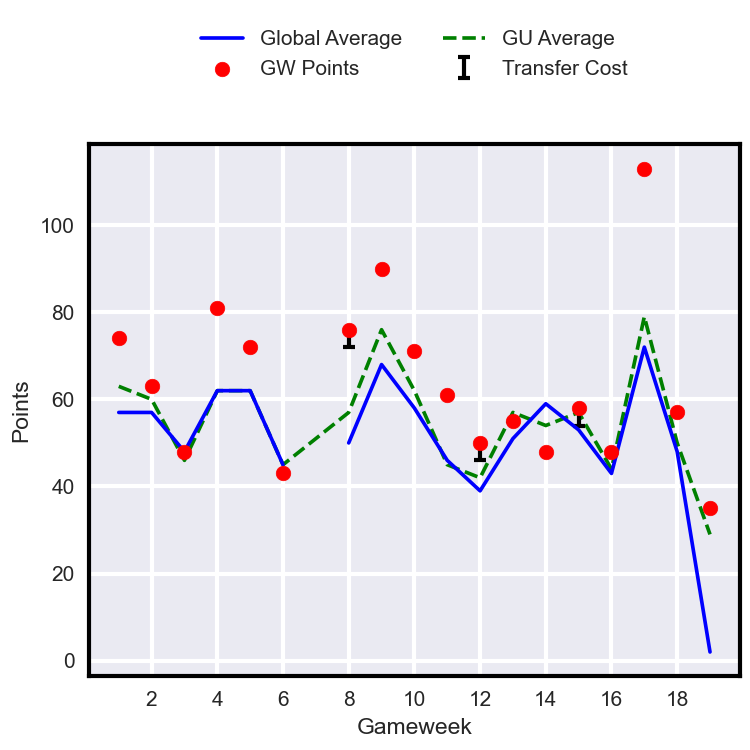 Global Average
GU Average
GW Points
Transfer Cost
Points
100
80
60
40
20
0
2 4 6 8 10 12 14 16 18
Gameweek